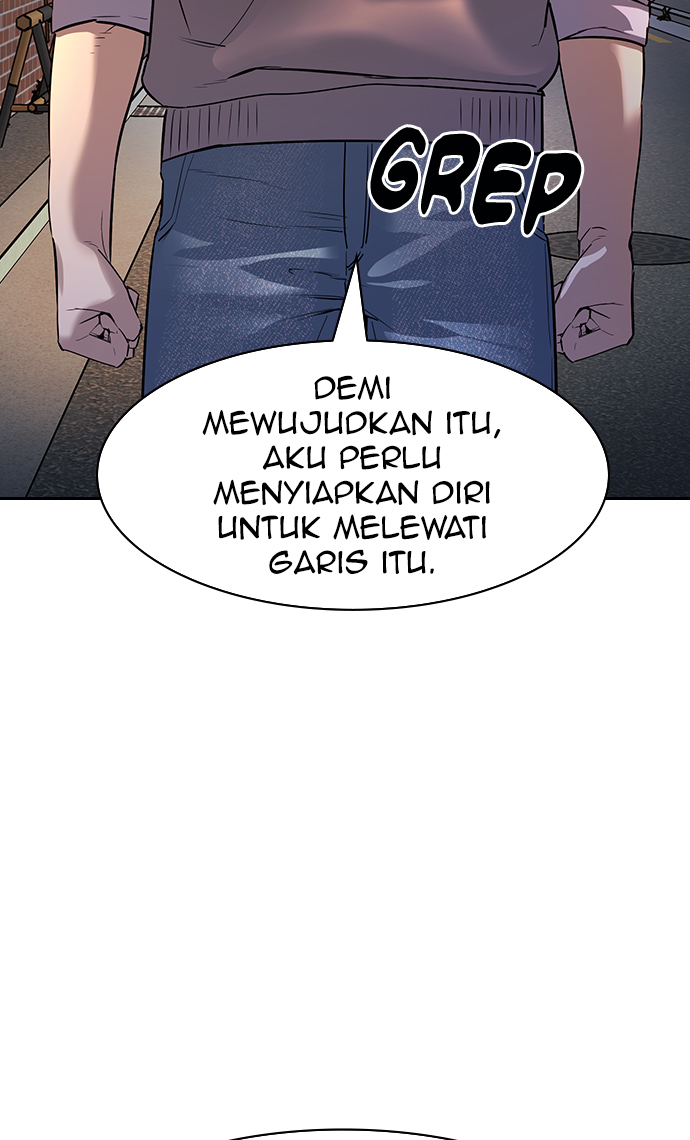 GREP
DEMI
MEWUJUDKAN ITU,
AKU PERLU
MENYIAPKAN DIRI
UNTUK MELEWATI
GARIS ITU.